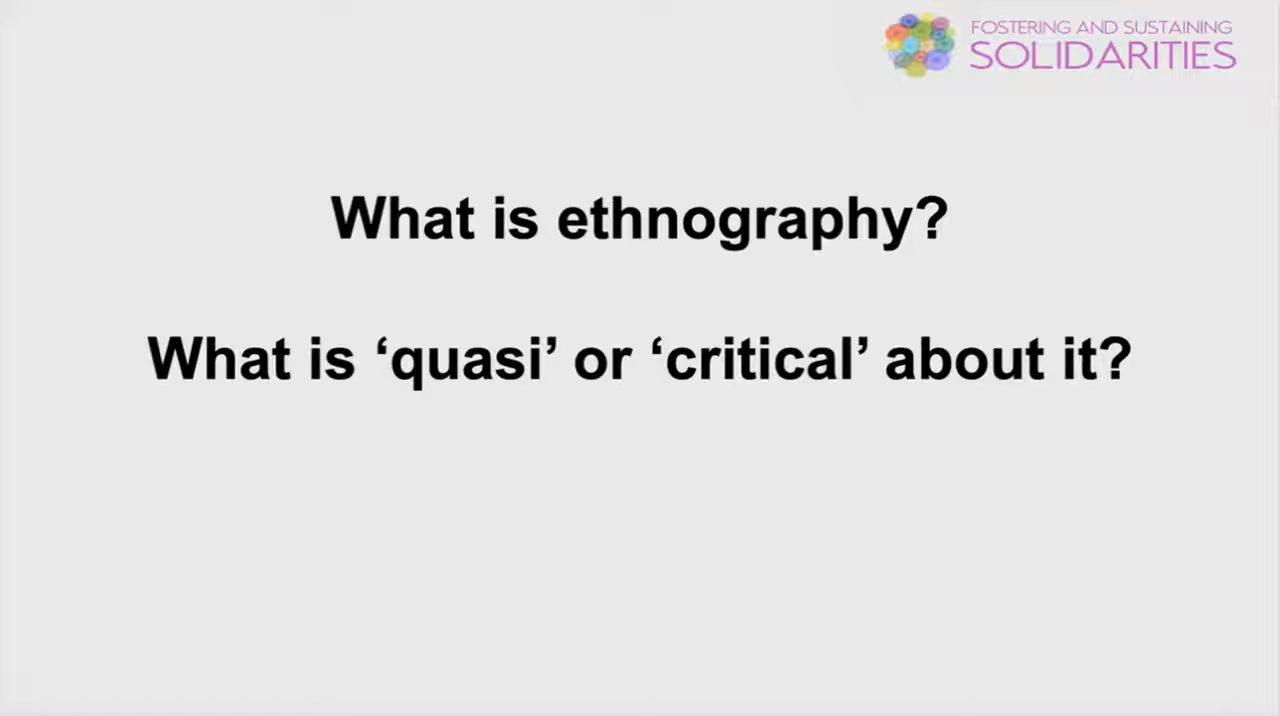 FOSTERING AND SUSTAINING
SOLIDARITIES
What is ethnography?
What is ‘quasi’ or ‘critical’ about it?